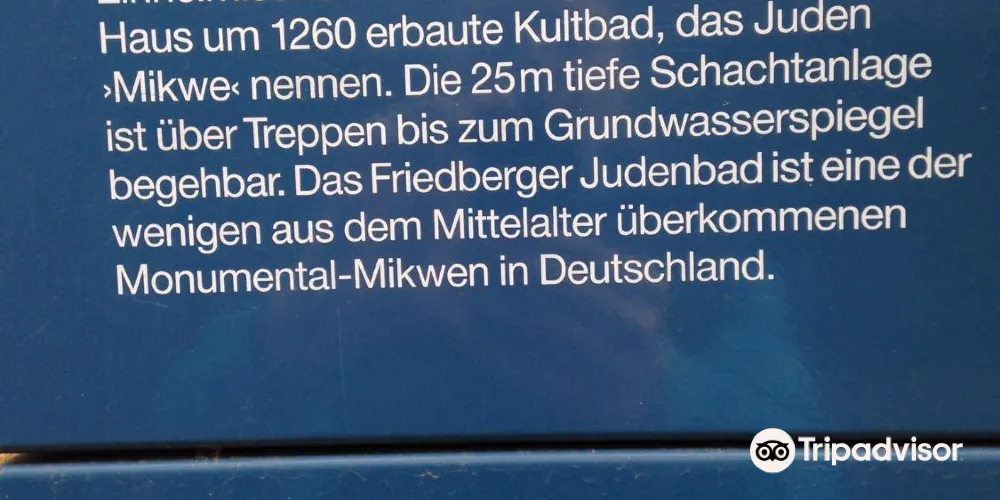 Haus um 1260 erbaute Kultbad, das Juden
›Mikwe‹ nennen. Die 25m tiefe Schachtanlage
ist über Treppen bis zum Grundwasserspiegel
begehbar. Das Friedberger Judenbad ist eine der
wenigen aus dem Mittelalter überkommenen
Monumental-Mikwen in Deutschland.
Tripadvisor